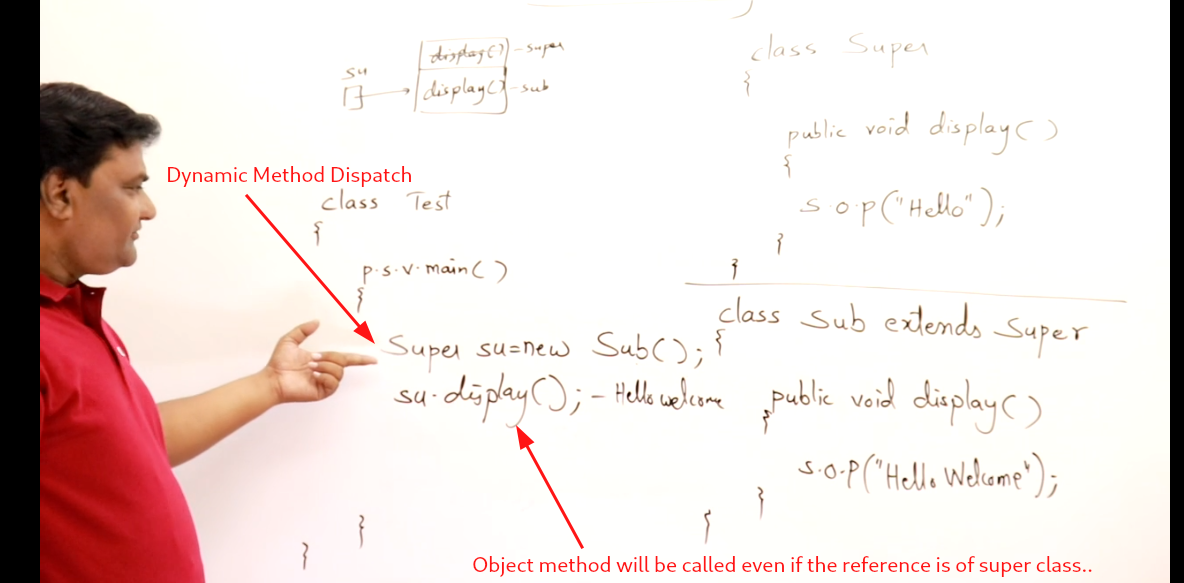 display() - super
su
display() - sub
Dynamic Method Dispatch
class Test
{
p.s.v.main()
{
Super su=new Sub();
su.display(); - Hello welcome
}
}
class Super
{
public void display()
{
s.o.p("Hello");
}
}
class Sub extends Super
{
public void display()
{
s.o.p("Hello Welcome");
}
}
Object method will be called even if the reference is of super class..